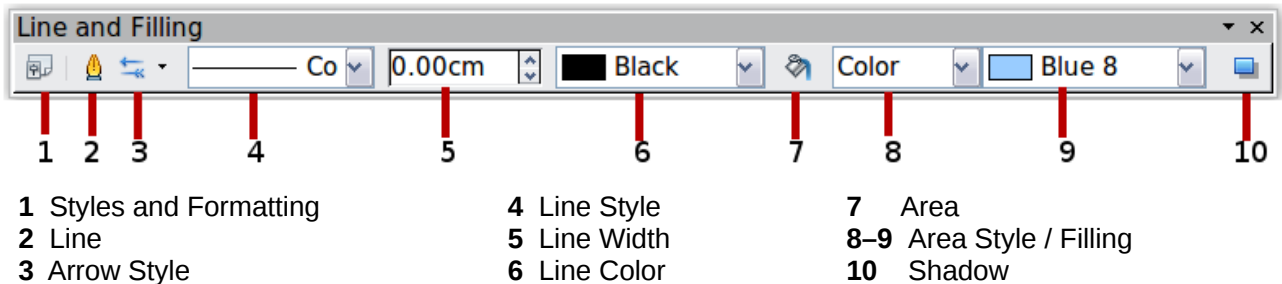 Line and Filling
Co 0.00cm Black Color Blue 8
1 2 3 4 5 6 7 8 9 10
1 Styles and Formatting 4 Line Style 7 Area
2 Line 5 Line Width 8–9 Area Style / Filling
3 Arrow Style 6 Line Color 10 Shadow